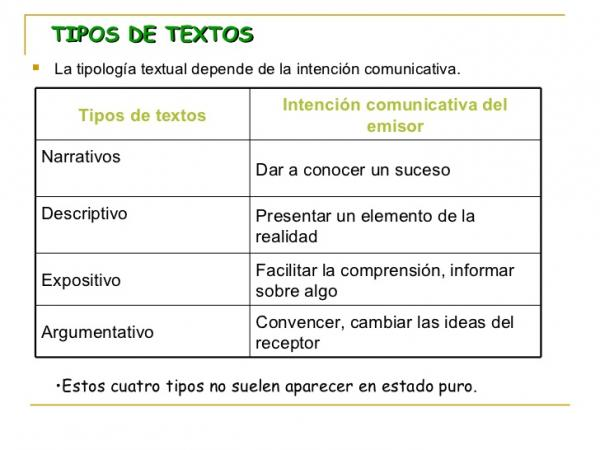 TIPOS DE TEXTOS
La tipología textual depende de la intención comunicativa.
Tipos de textos
Intención comunicativa del
emisor
Narrativos
Dar a conocer un suceso
Descriptivo
Presentar un elemento de la
realidad
Expositivo
Facilitar la comprensión, informar
sobre algo
Argumentativo
Convencer, cambiar las ideas del
receptor
•Estos cuatro tipos no suelen aparecer en estado puro.